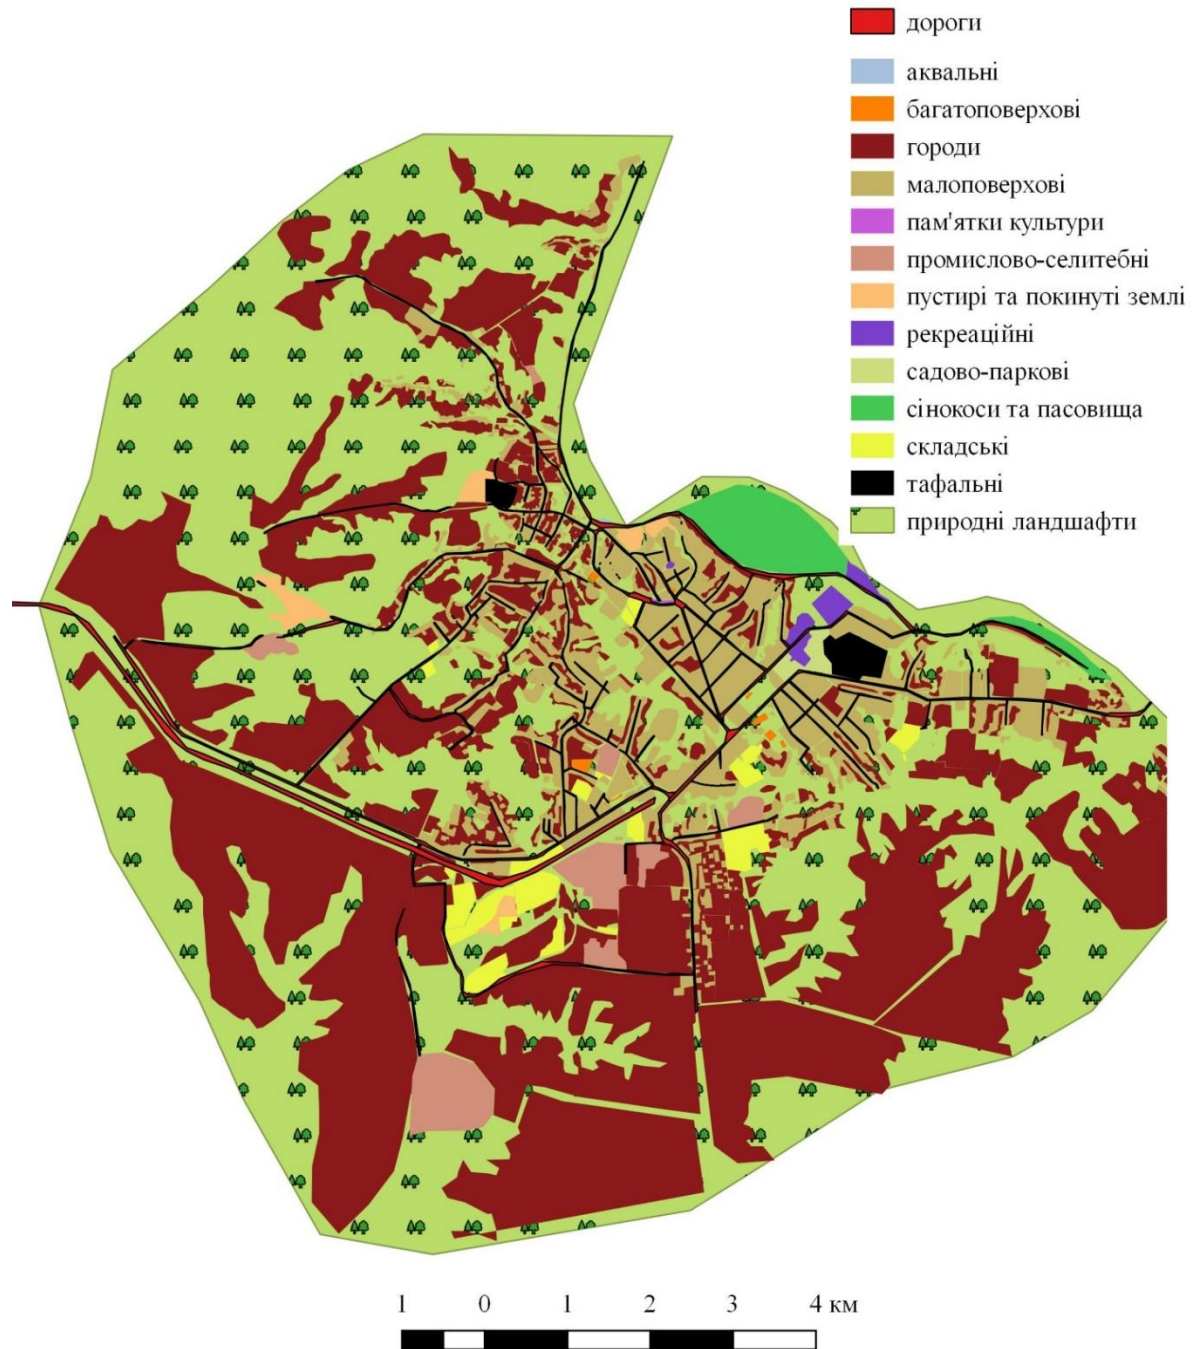 дороги
аквальні
багатоповерхові
городи
малоповерхові
пам'ятки культури
промислово-селитебні
пустирі та покинуті землі
рекреаційні
садово-паркові
сінокоси та пасовища
складські
тафальні
природні ландшафти
1 0 1 2 3 4 км